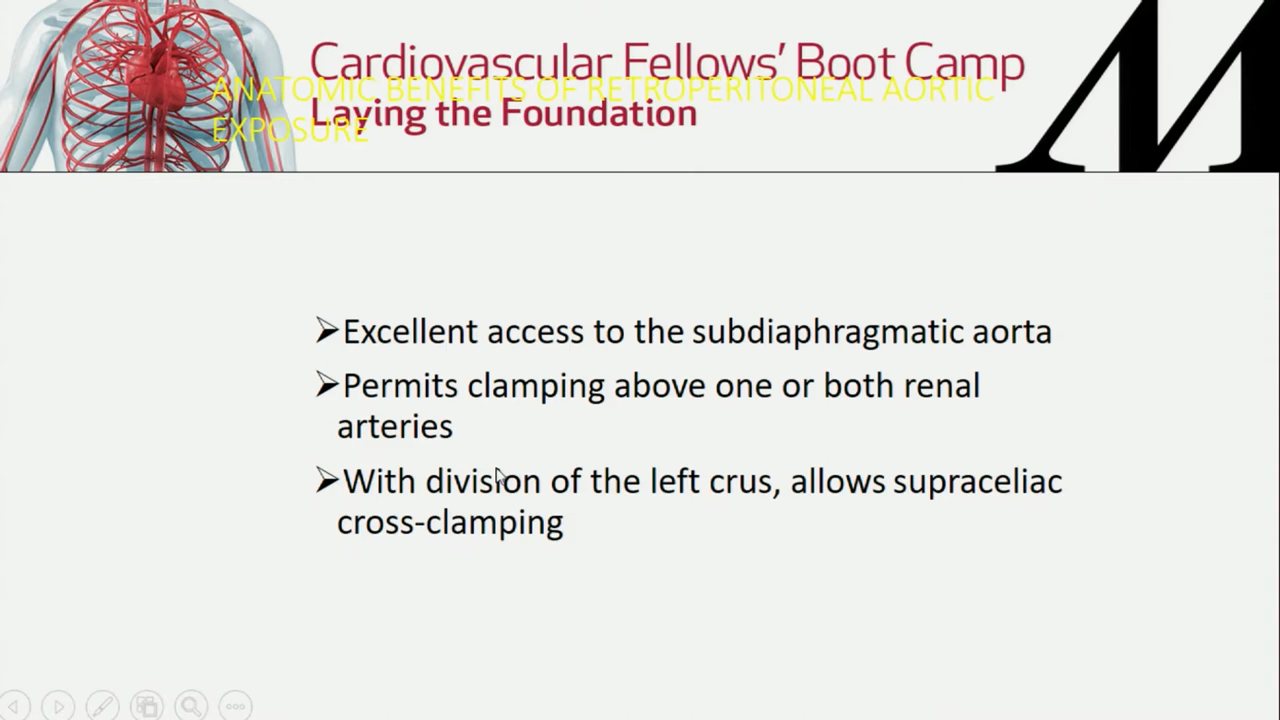 Cardiovascular Fellows’ Boot Camp
ANATOMIC BENEFITS OF RETROPERITONEAL AORTIC
Laying the Foundation
EXPOSURE
M
➢Excellent access to the subdiaphragmatic aorta
➢Permits clamping above one or both renal
arteries
➢With division of the left crus, allows supraceliac
cross-clamping